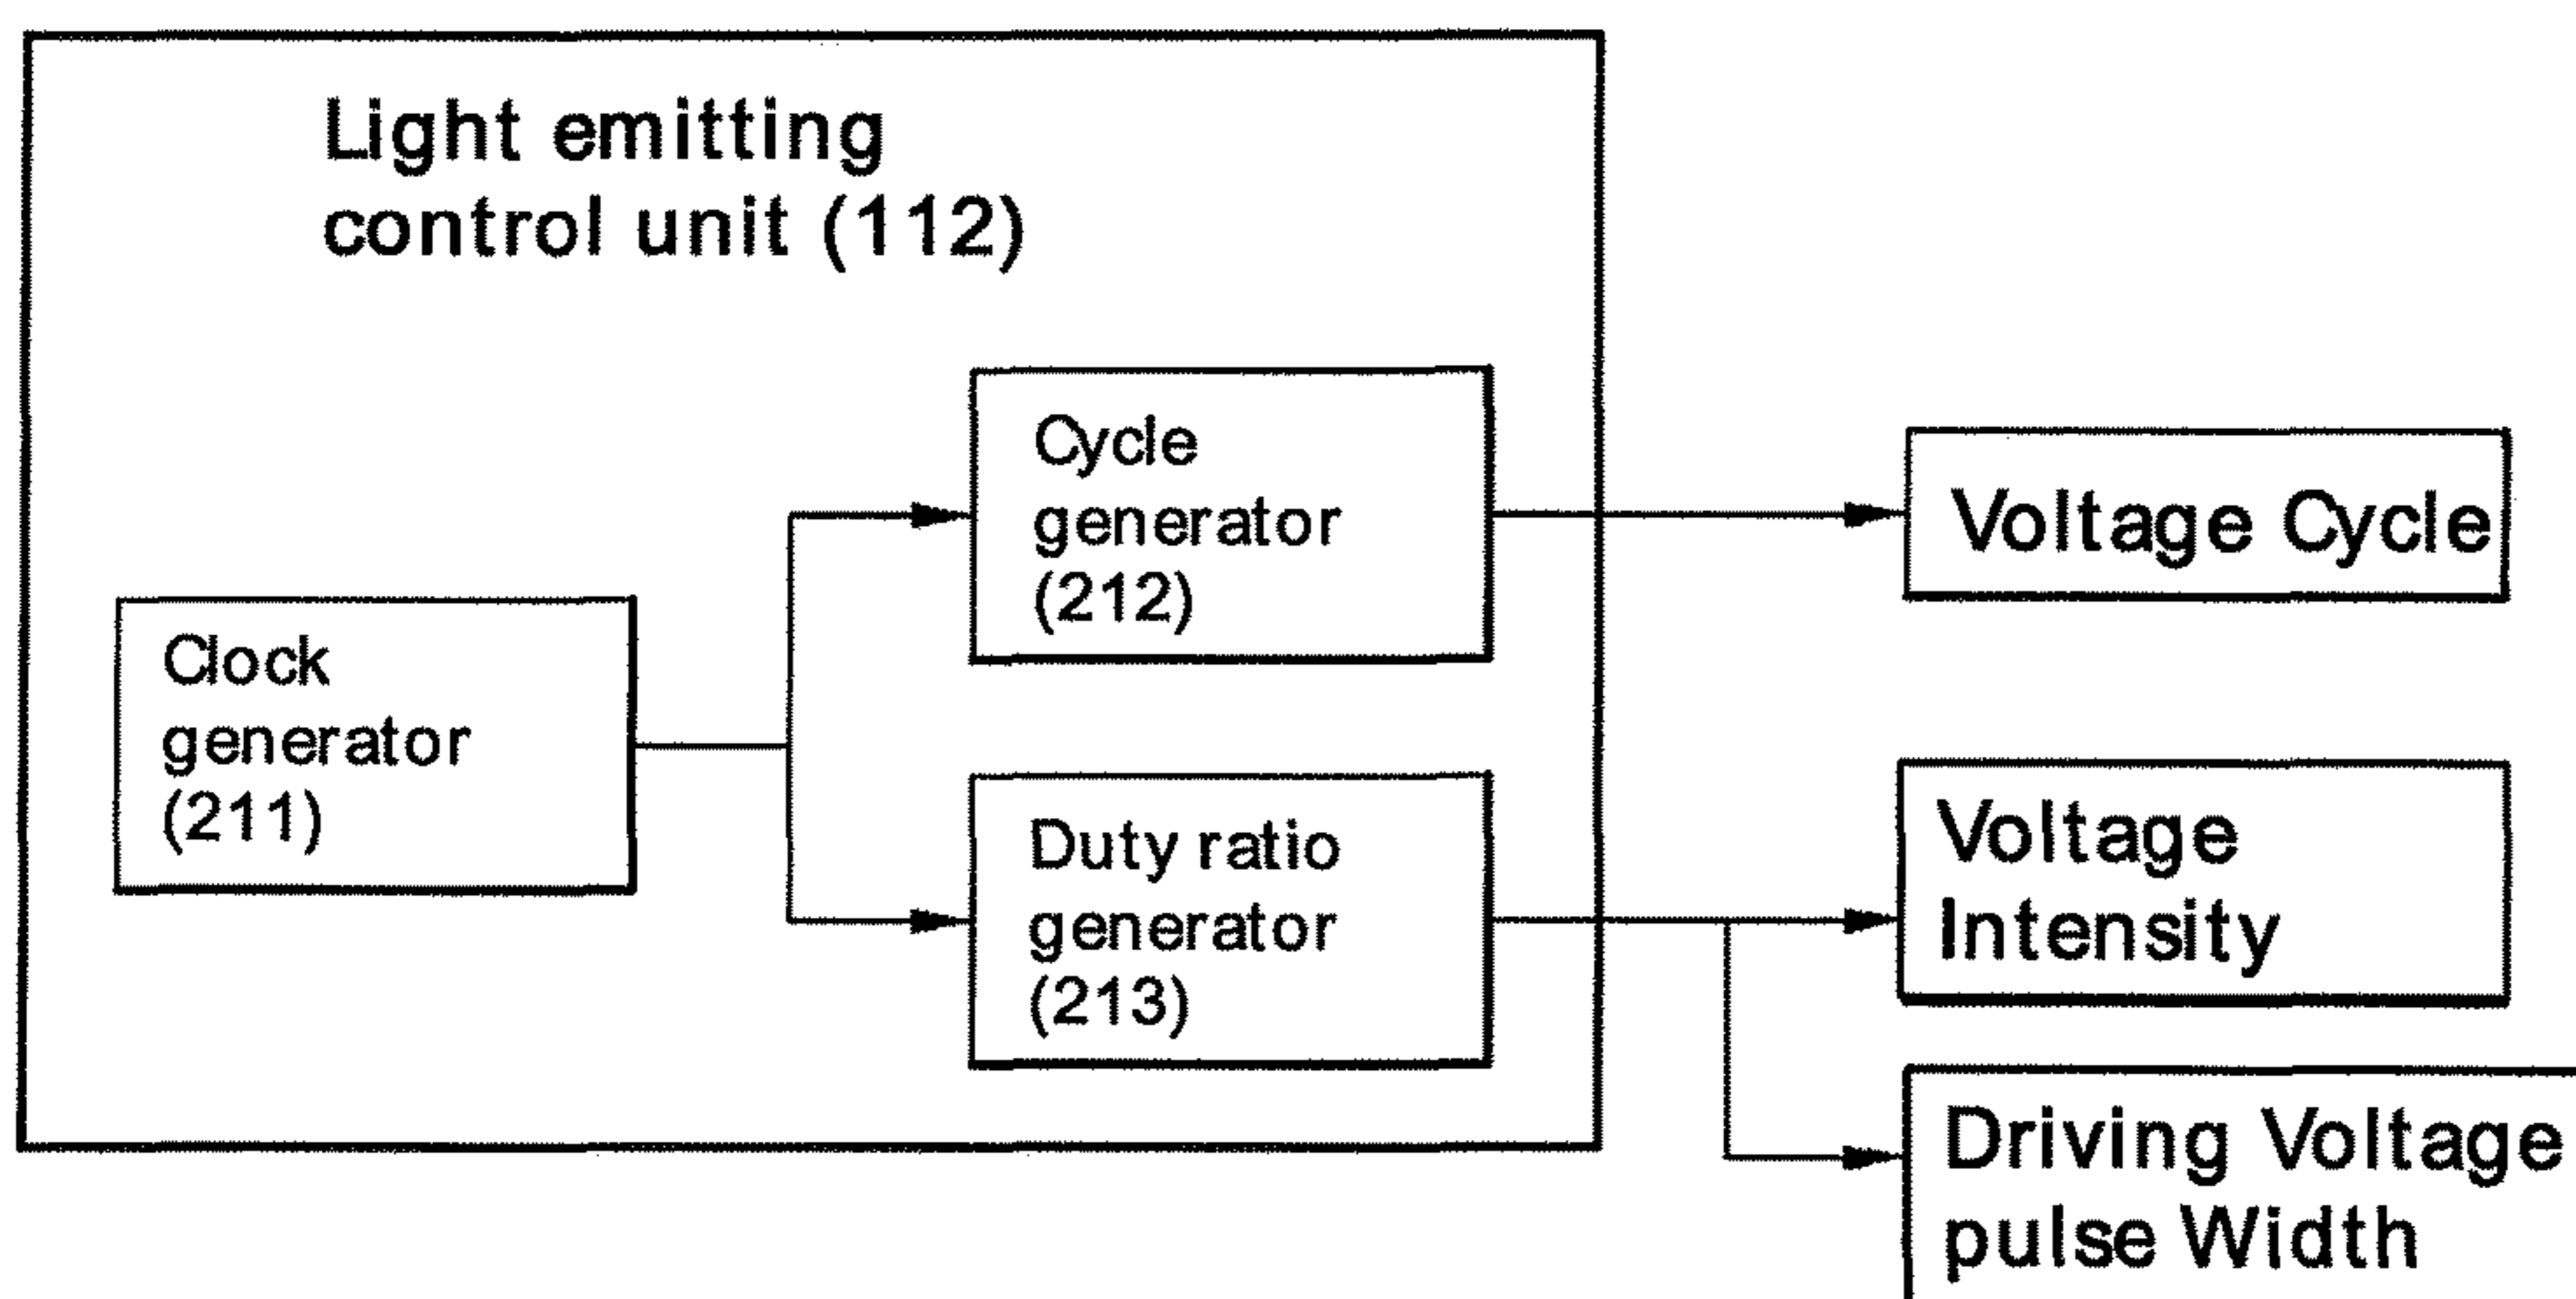 Light emitting
control unit (112)
Cycle
generator
(212)
Voltage Cycle
Clock
generator
(211)
Duty ratio
generator
(213)
Voltage
Intensity
Driving Voltage
pulse Width